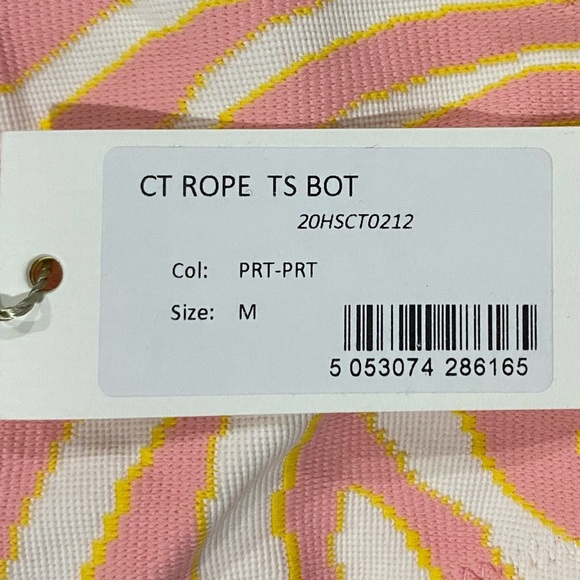 CT ROPE TS BOT
20HSCT0212
Col: PRT-PRT
Size: M
5 053074 286165